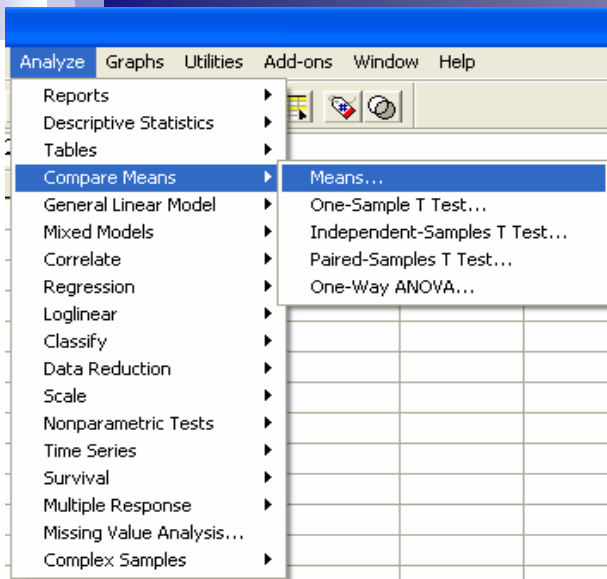 Analyze Graphs Utilities Add-ons Window Help
Reports
Descriptive Statistics
Tables
Compare Means
General Linear Model
Mixed Models
Correlate
Regression
Loglinear
Classify
Data Reduction
Scale
Nonparametric Tests
Time Series
Survival
Multiple Response
Missing Value Analysis...
Complex Samples
Means...
One-Sample T Test...
Independent-Samples T Test...
Paired-Samples T Test...
One-Way ANOVA...